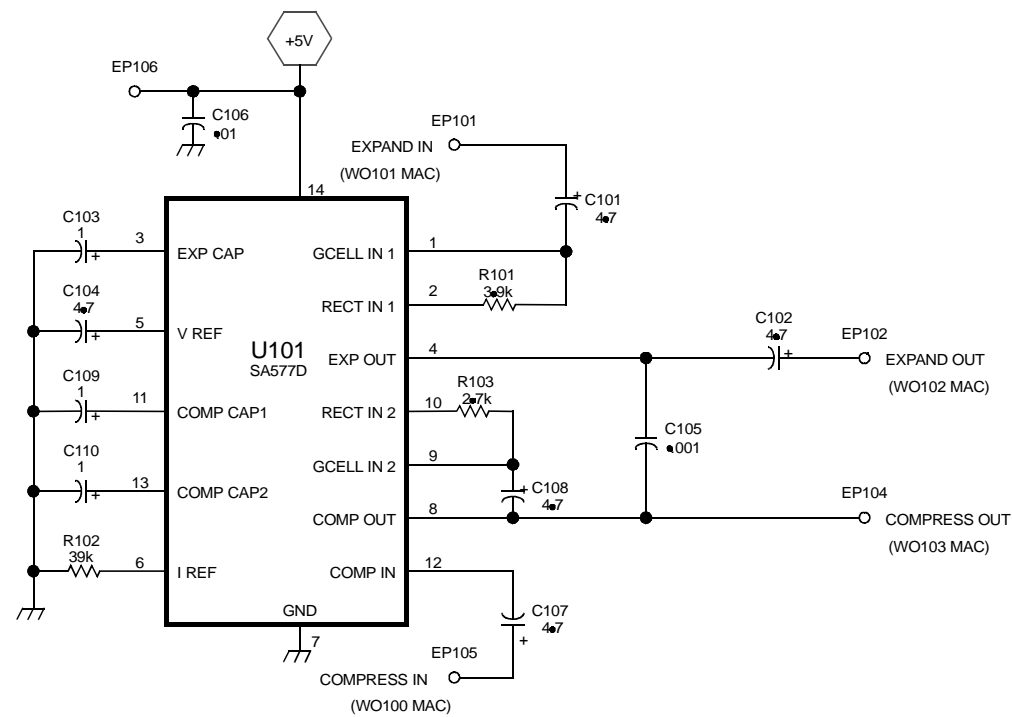 +5V
EP106
C106
.01
EP101
EXPAND IN
(WO101 MAC)
14
C101
+
4.7
C103
1
3
+
EXP CAP
GCELL IN 1
1
R101
3.9k
2
RECT IN 1
C104
4.7
5
+
V REF
U101
SA577D
EXP OUT
4
C102
4.7
+
EP102
EXPAND OUT
(WO102 MAC)
C109
1
11
+
COMP CAP1
R103
2.7k
RECT IN 2
10
C105
.001
GCELL IN 2
9
C110
1
13
+
COMP CAP2
+
C108
4.7
COMP OUT
8
EP104
COMPRESS OUT
(WO103 MAC)
R102
39k
6
I REF
COMP IN
12
GND
7
C107
4.7
+
EP105
COMPRESS IN
(WO100 MAC)